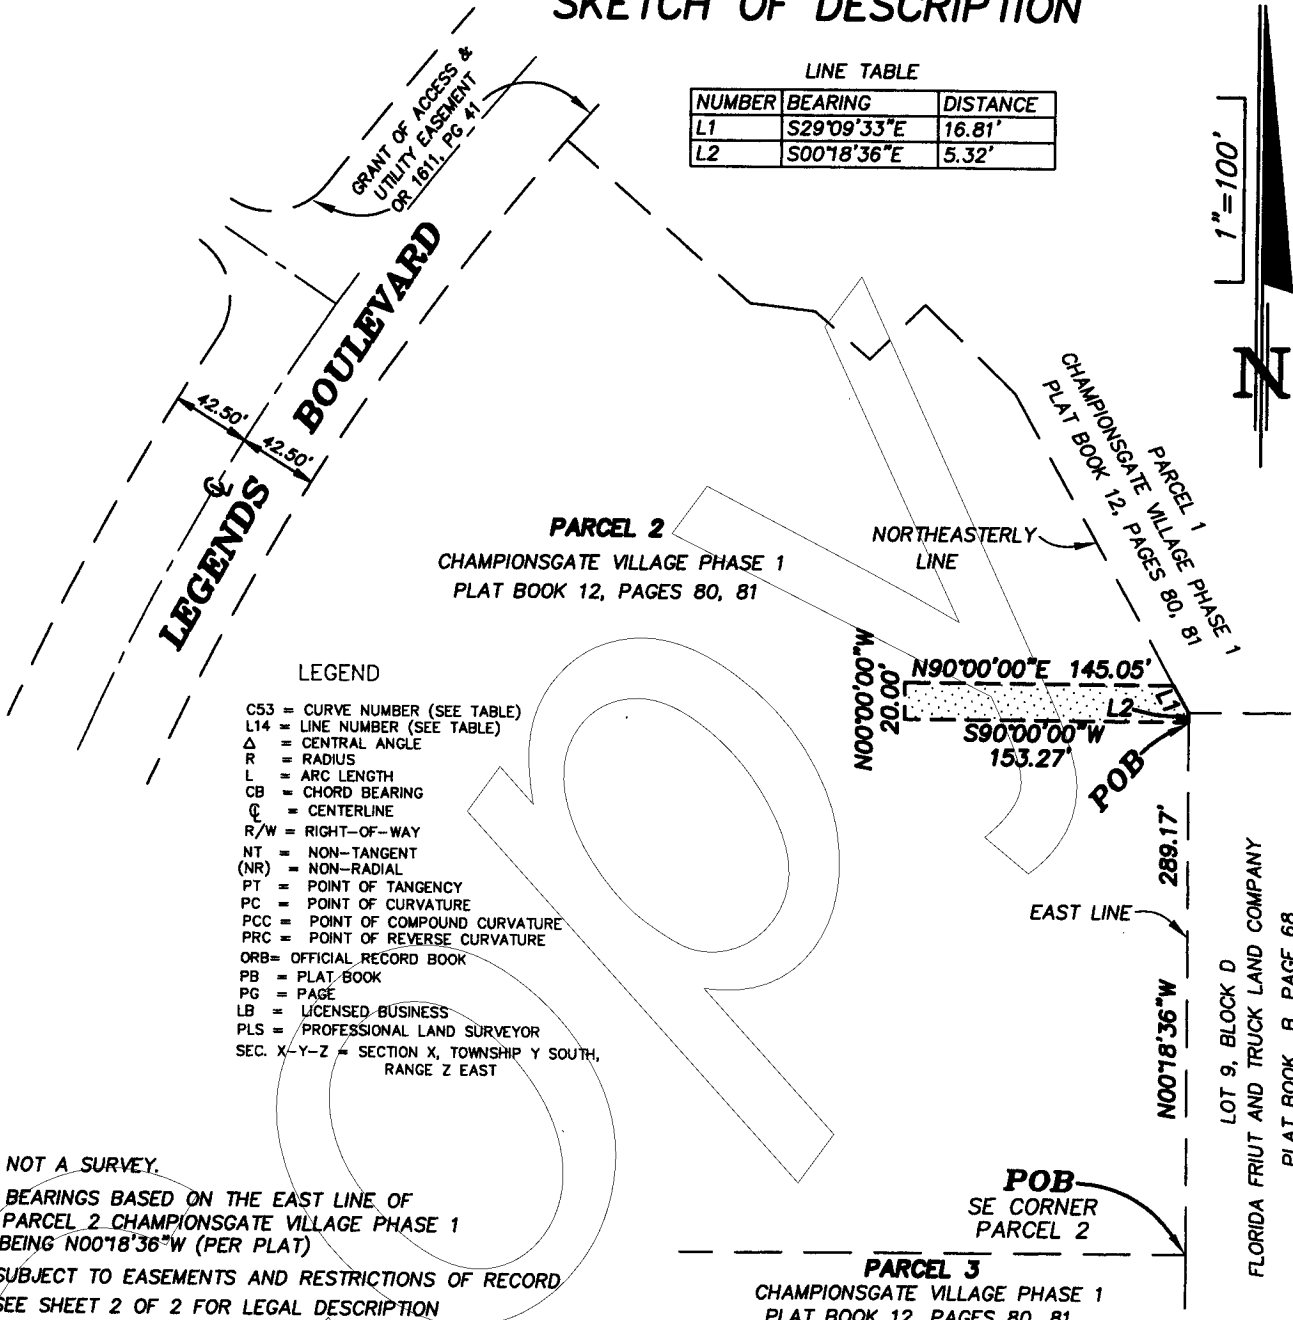 SKETCH OF DESCRIPTION
LINE TABLE
NUMBER BEARING DISTANCE
L1 S29°09'33"E 16.81'
L2 S00°18'36"E 5.32'
1"=100'
N
GRANT OF ACCESS &
UTILITY EASEMENT
OR 1611, PG 41
LEGENDS BOULEVARD
42.50'
42.50'
℄
PARCEL 2
CHAMPIONSGATE VILLAGE PHASE 1
PLAT BOOK 12, PAGES 80, 81
NORTHEASTERLY
LINE
PARCEL 1
CHAMPIONSGATE VILLAGE PHASE 1
PLAT BOOK 12, PAGES 80, 81
N90°00'00"E 145.05'
N00°00'00"W
20.00'
L1
L2
S90°00'00"W
153.27'
POB
LEGEND
C53 = CURVE NUMBER (SEE TABLE)
L14 = LINE NUMBER (SEE TABLE)
Δ = CENTRAL ANGLE
R = RADIUS
L = ARC LENGTH
CB = CHORD BEARING
℄ = CENTERLINE
R/W = RIGHT-OF-WAY
NT = NON-TANGENT
(NR) = NON-RADIAL
PT = POINT OF TANGENCY
PC = POINT OF CURVATURE
PCC = POINT OF COMPOUND CURVATURE
PRC = POINT OF REVERSE CURVATURE
ORB= OFFICIAL RECORD BOOK
PB = PLAT BOOK
PG = PAGE
LB = LICENSED BUSINESS
PLS = PROFESSIONAL LAND SURVEYOR
SEC. X-Y-Z = SECTION X, TOWNSHIP Y SOUTH,
RANGE Z EAST
289.17'
EAST LINE
N00°18'36"W
LOT 9, BLOCK D
FLORIDA FRIUT AND TRUCK LAND COMPANY
PLAT BOOK B, PAGE 68
NOT A SURVEY.
BEARINGS BASED ON THE EAST LINE OF
PARCEL 2 CHAMPIONSGATE VILLAGE PHASE 1
BEING N00°18'36"W (PER PLAT)
SUBJECT TO EASEMENTS AND RESTRICTIONS OF RECORD
SEE SHEET 2 OF 2 FOR LEGAL DESCRIPTION
POB
SE CORNER
PARCEL 2
PARCEL 3
CHAMPIONSGATE VILLAGE PHASE 1
PLAT BOOK 12, PAGES 80, 81
opy